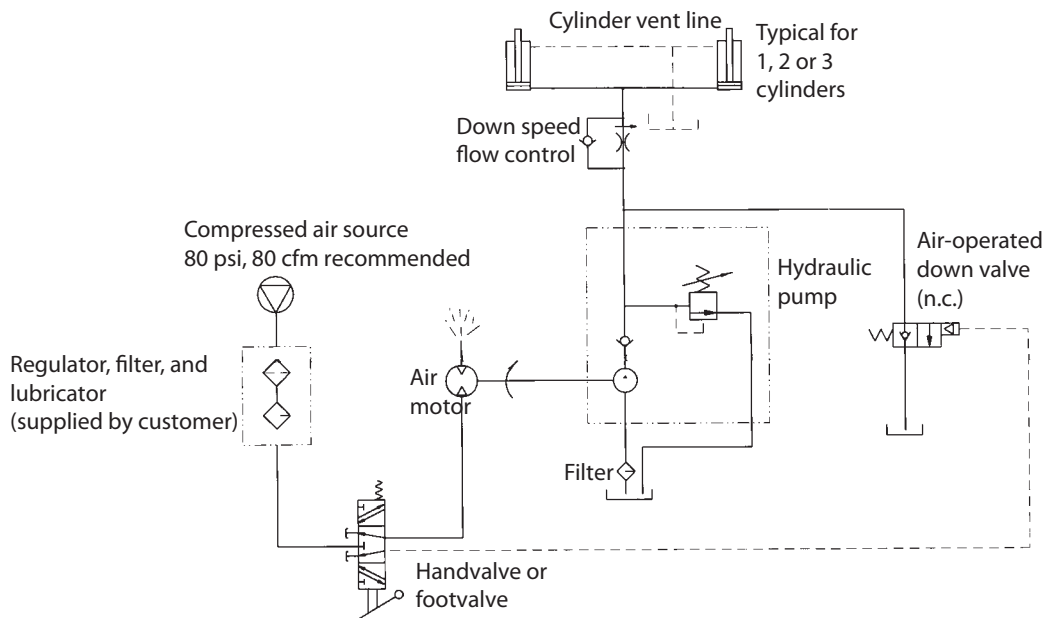 Cylinder vent line
Typical for
1, 2 or 3
cylinders
Down speed
flow control
Compressed air source
80 psi, 80 cfm recommended
Hydraulic
pump
Air-operated
down valve
(n.c.)
Regulator, filter, and
lubricator
(supplied by customer)
Air
motor
Filter
Handvalve or
footvalve